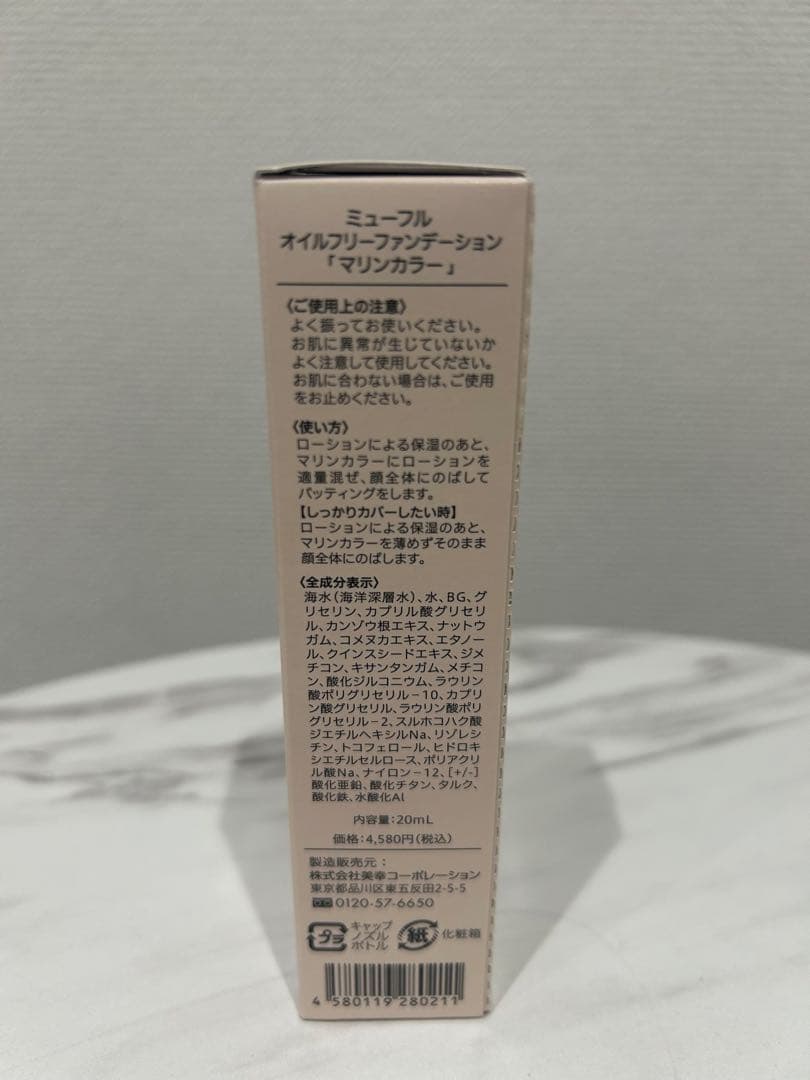 ミューフル
オイルフリーファンデーション
「マリンカラー」
〈ご使用上の注意〉
よく振ってお使いください。
お肌に異常が生じていないか
よく注意して使用してください。
お肌に合わない場合は、ご使用
をお止めください。
〈使い方〉
ローションによる保湿のあと、
マリンカラーにローションを
適量混ぜ、顔全体にのばして
パッティングをします。
【しっかりカバーしたい時】
ローションによる保湿のあと、
マリンカラーを薄めずそのまま
顔全体にのばします。
〈全成分表示〉
海水(海洋深層水)、水、BG、グ
リセリン、カプリル酸グリセリ
ル、カンゾウ根エキス、ナットウ
ガム、コメヌカエキス、エタノー
ル、クインスシードエキス、ジメ
チコン、キサンタンガム、メチコ
ン、酸化ジルコニウム、ラウリン
酸ポリグリセリル－10、カプリ
ン酸グリセリル、ラウリン酸ポリ
グリセリル－2、スルホコハク酸
ジエチルヘキシルNa、リゾレシ
チン、トコフェロール、ヒドロキ
シエチルセルロース、ポリアクリ
ル酸Na、ナイロン－12、[+/-]
酸化亜鉛、酸化チタン、タルク、
酸化鉄、水酸化Al
内容量：20mL
価格：4,580円(税込)
製造販売元：
株式会社美幸コーポレーション
東京都品川区東五反田2-5-5
0120-57-6650
プラ
キャップ
ノズル
ボトル
紙
化粧箱
4 580119 280211